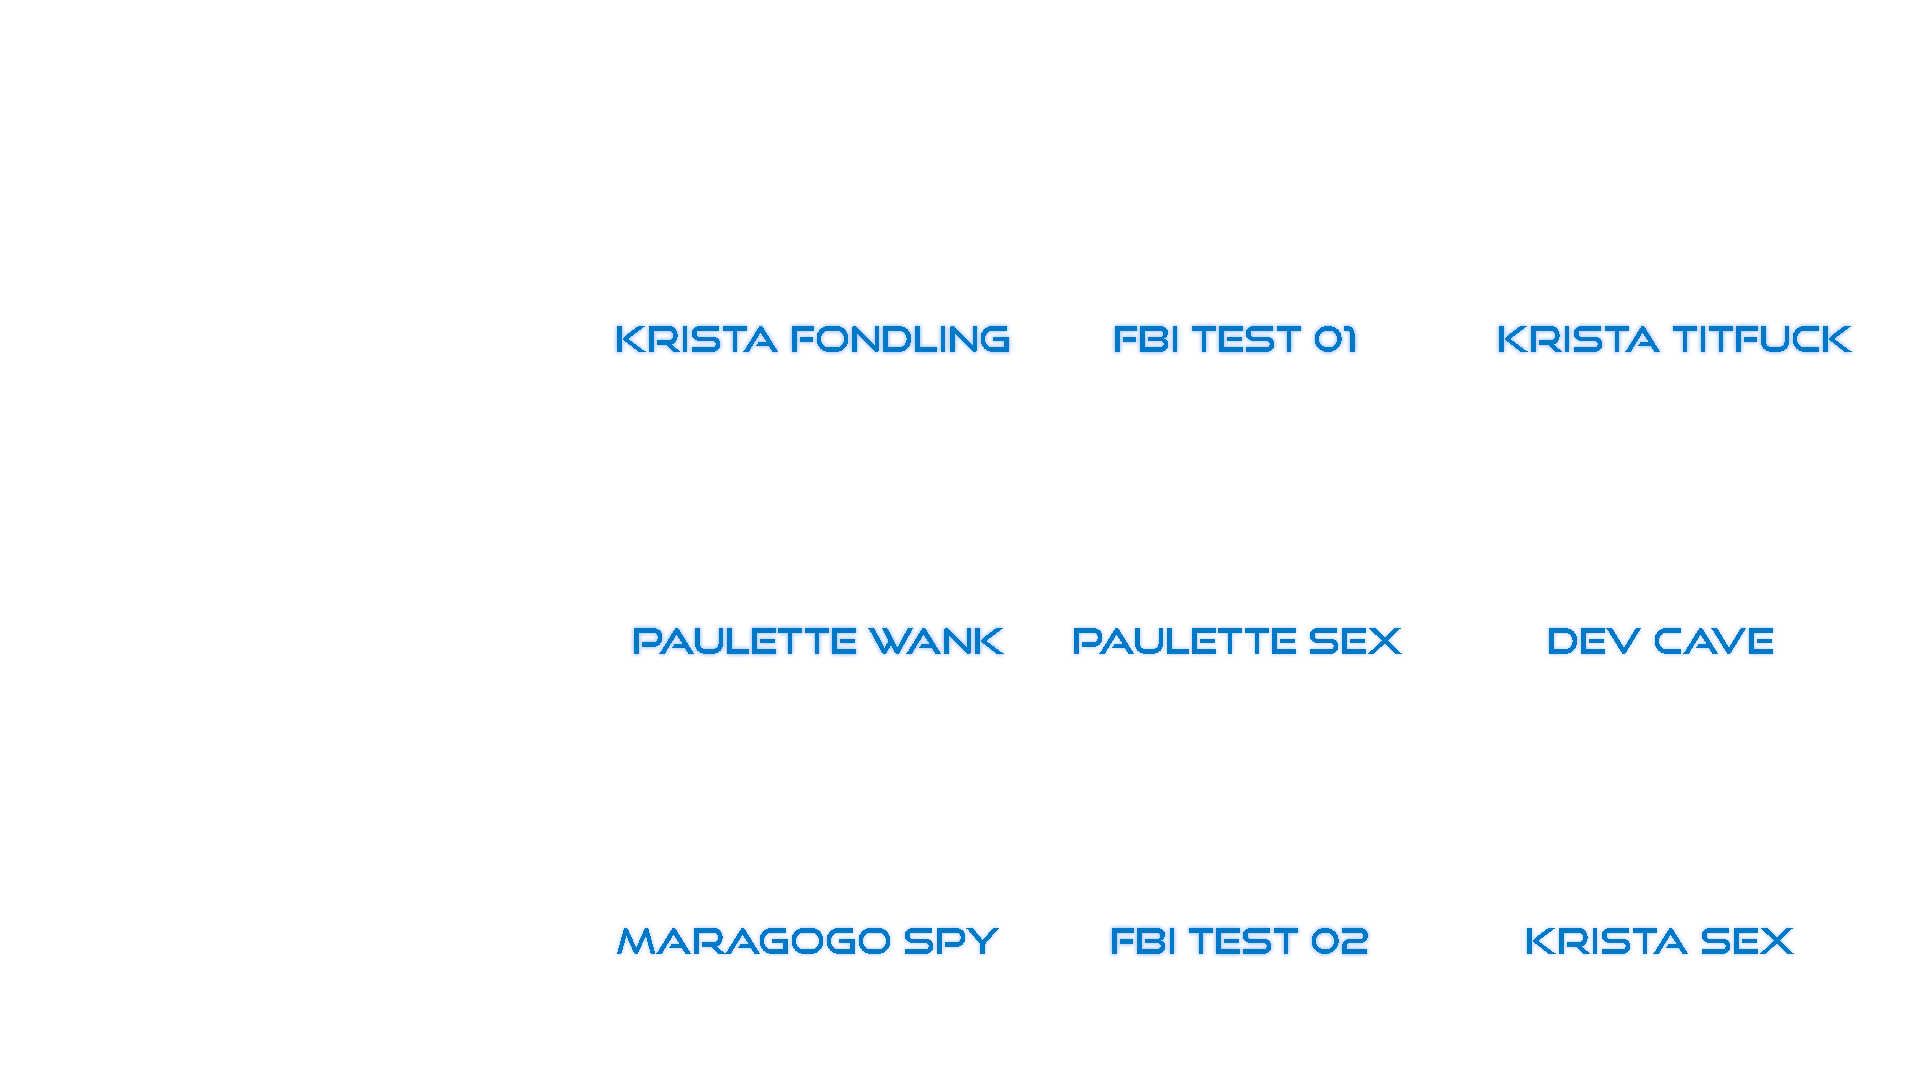 KRISTA FONDLING
FBI TEST 01
KRISTA TITFUCK
PAULETTE WANK
PAULETTE SEX
DEV CAVE
MARAGOGO SPY
FBI TEST 02
KRISTA SEX